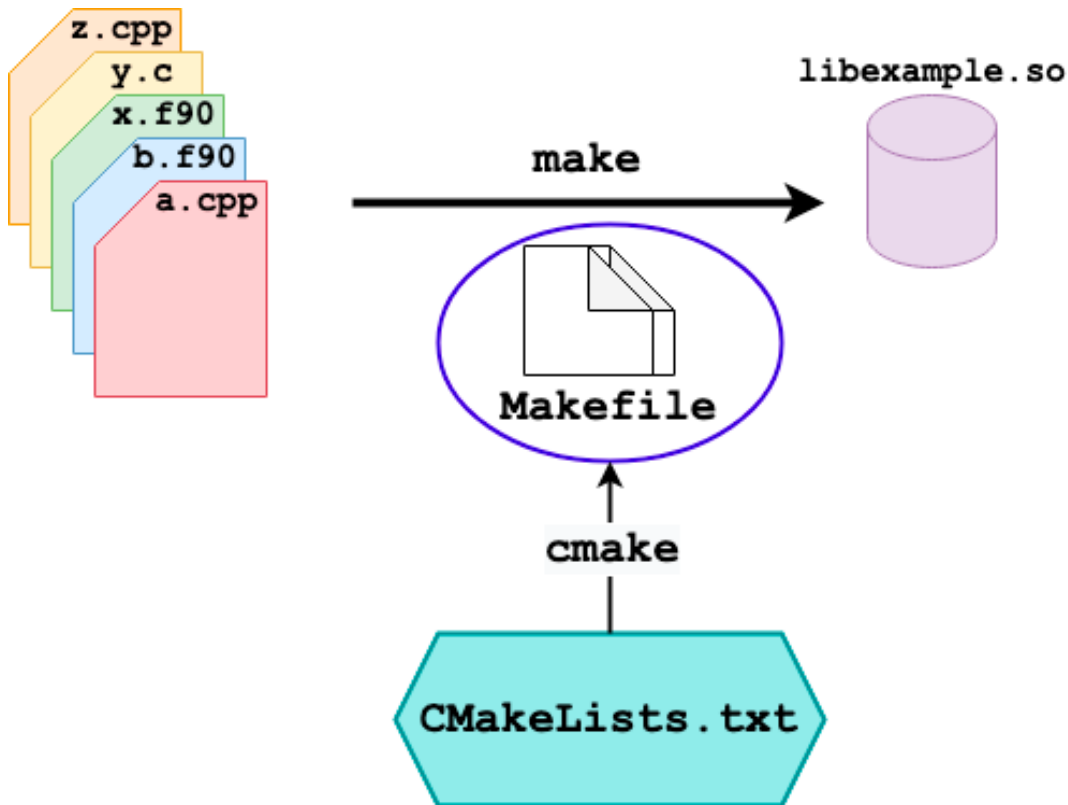 z.cpp
y.c
x.f90
b.f90
a.cpp
libexample.so
make
Makefile
cmake
CMakeLists.txt